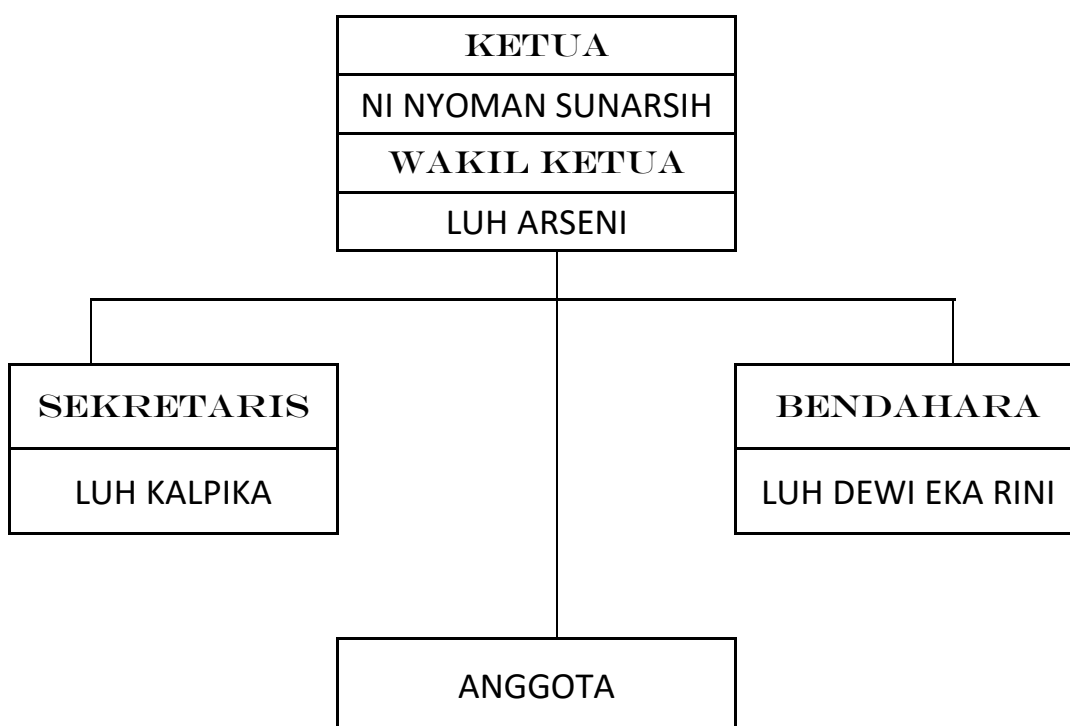 KETUA
NI NYOMAN SUNARSIH
WAKIL KETUA
LUH ARSENI
SEKRETARIS
LUH KALPIKA
BENDAHARA
LUH DEWI EKA RINI
ANGGOTA